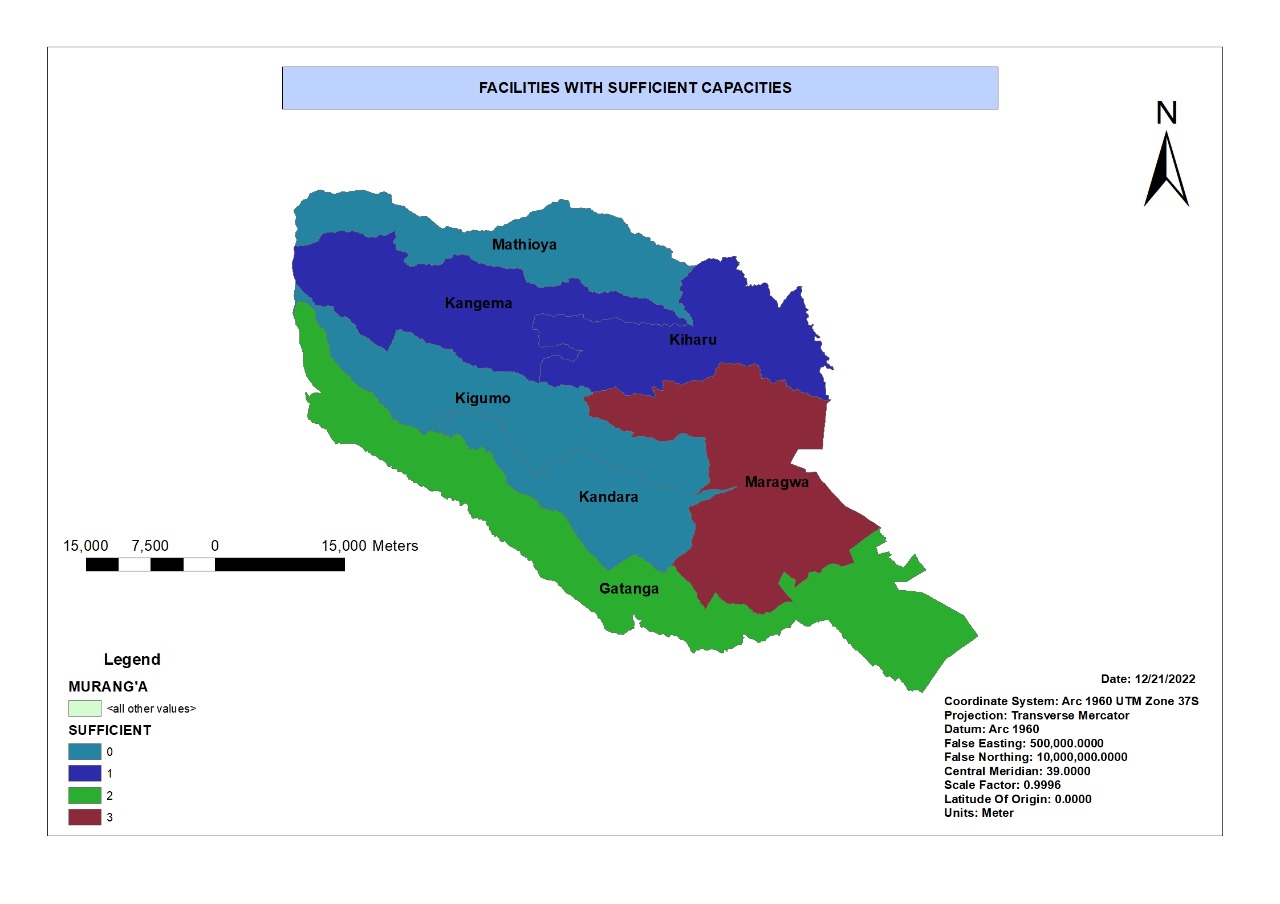 FACILITIES WITH SUFFICIENT CAPACITIES
N
Mathioya
Kangema
Kiharu
Kigumo
Maragwa
Kandara
Gatanga
15,000 7,500 0 15,000 Meters
Legend
MURANG'A
<all other values>
SUFFICIENT
0
1
2
3
Date: 12/21/2022
Coordinate System: Arc 1960 UTM Zone 37S
Projection: Transverse Mercator
Datum: Arc 1960
False Easting: 500,000.0000
False Northing: 10,000,000.0000
Central Meridian: 39.0000
Scale Factor: 0.9996
Latitude Of Origin: 0.0000
Units: Meter